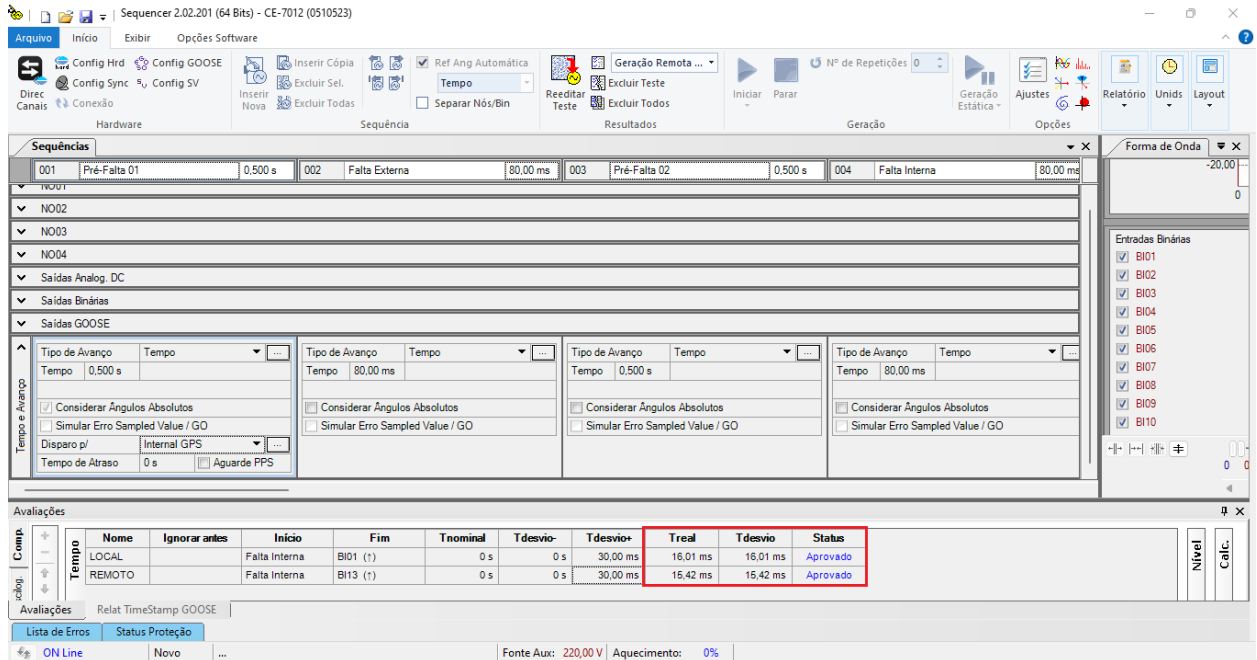 Sequencer 2.02.201 (64 Bits) - CE-7012 (0510523)
Arquivo Início Exibir Opções Software
Direc Canais
Config Hrd Config GOOSE
Config Sync Config SV
Conexão
Hardware
Inserir Nova
Inserir Cópia
Excluir Sel.
Excluir Todas
Ref Ang Automática
Tempo
Separar Nós/Bin
Sequência
Reeditar Teste
Geração Remota ...
Excluir Teste
Excluir Todos
Resultados
Iniciar Parar
Nº de Repetições 0
Geração Estática
Geração
Ajustes
Opções
Relatório Unids Layout
Sequências
001 Pré-Falta 01 0,500 s 002 Falta Externa 80,00 ms 003 Pré-Falta 02 0,500 s 004 Falta Interna 80,00 ms
NO01
NO02
NO03
NO04
Saídas Analog. DC
Saídas Binárias
Saídas GOOSE
Tempo e Avanço
Tipo de Avanço Tempo ... Tipo de Avanço Tempo ... Tipo de Avanço Tempo ... Tipo de Avanço Tempo ...
Tempo 0,500 s Tempo 80,00 ms Tempo 0,500 s Tempo 80,00 ms
Considerar Ângulos Absolutos Considerar Ângulos Absolutos Considerar Ângulos Absolutos Considerar Ângulos Absolutos
Simular Erro Sampled Value / GO Simular Erro Sampled Value / GO Simular Erro Sampled Value / GO Simular Erro Sampled Value / GO
Disparo p/ Internal GPS ...
Tempo de Atraso 0 s Aguarde PPS
Forma de Onda
-20,00
0
Entradas Binárias
BI01
BI02
BI03
BI04
BI05
BI06
BI07
BI08
BI09
BI10
0 0
Avaliações
Comp.
Tempo
Nome Ignorar antes Início Fim Tnominal Tdesvio- Tdesvio+ Treal Tdesvio Status
LOCAL Falta Interna BI01 (↑) 0 s 0 s 30,00 ms 16,01 ms 16,01 ms Aprovado
REMOTO Falta Interna BI13 (↑) 0 s 0 s 30,00 ms 15,42 ms 15,42 ms Aprovado
Nível
Calc.
Avaliações Relat TimeStamp GOOSE
Lista de Erros Status Proteção
ON Line Novo ... Fonte Aux: 220,00 V Aquecimento: 0%